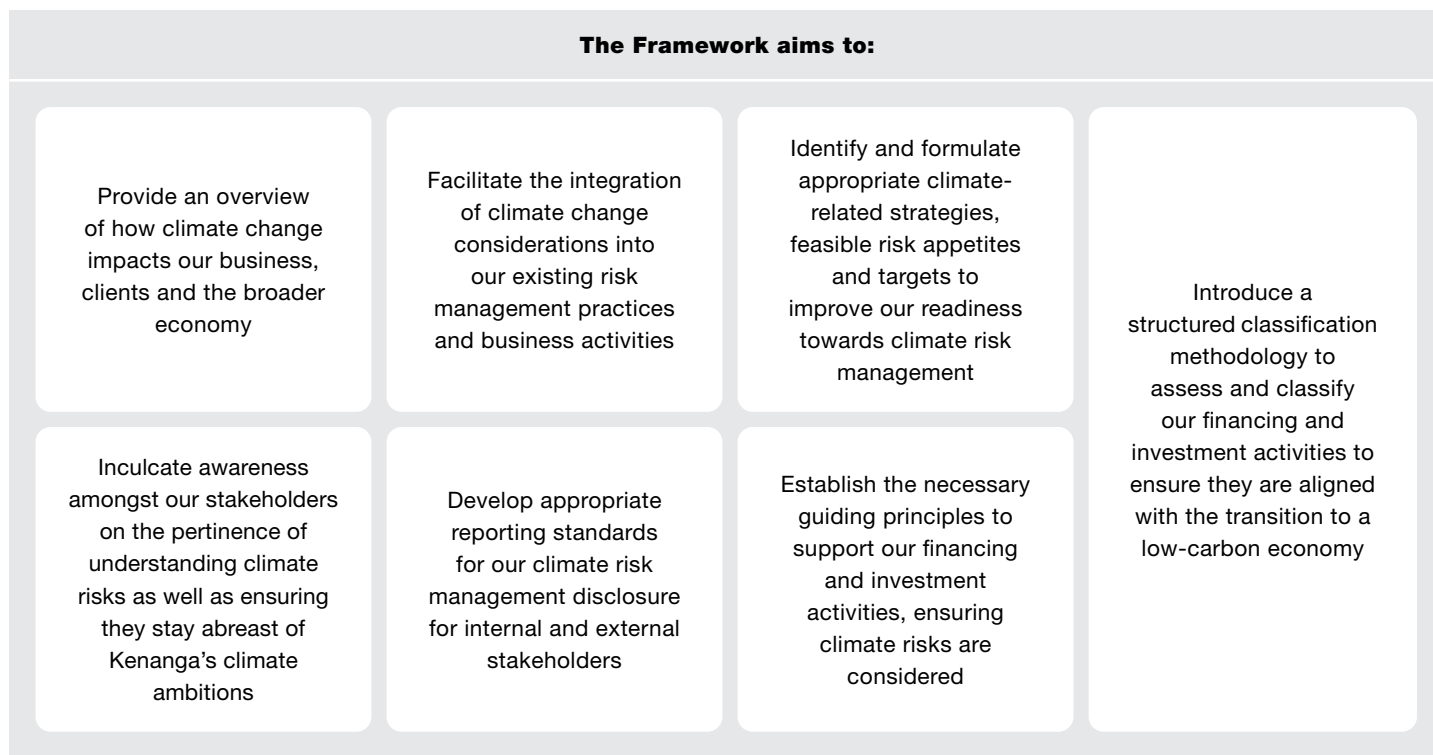 The Framework aims to:
Provide an overview
of how climate change
impacts our business,
clients and the broader
economy
Facilitate the integration
of climate change
considerations into
our existing risk
management practices
and business activities
Identify and formulate
appropriate climate-
related strategies,
feasible risk appetites
and targets to
improve our readiness
towards climate risk
management
Introduce a
structured classification
methodology to
assess and classify
our financing and
investment activities to
ensure they are aligned
with the transition to a
low-carbon economy
Inculcate awareness
amongst our stakeholders
on the pertinence of
understanding climate
risks as well as ensuring
they stay abreast of
Kenanga’s climate
ambitions
Develop appropriate
reporting standards
for our climate risk
management disclosure
for internal and external
stakeholders
Establish the necessary
guiding principles to
support our financing
and investment
activities, ensuring
climate risks are
considered